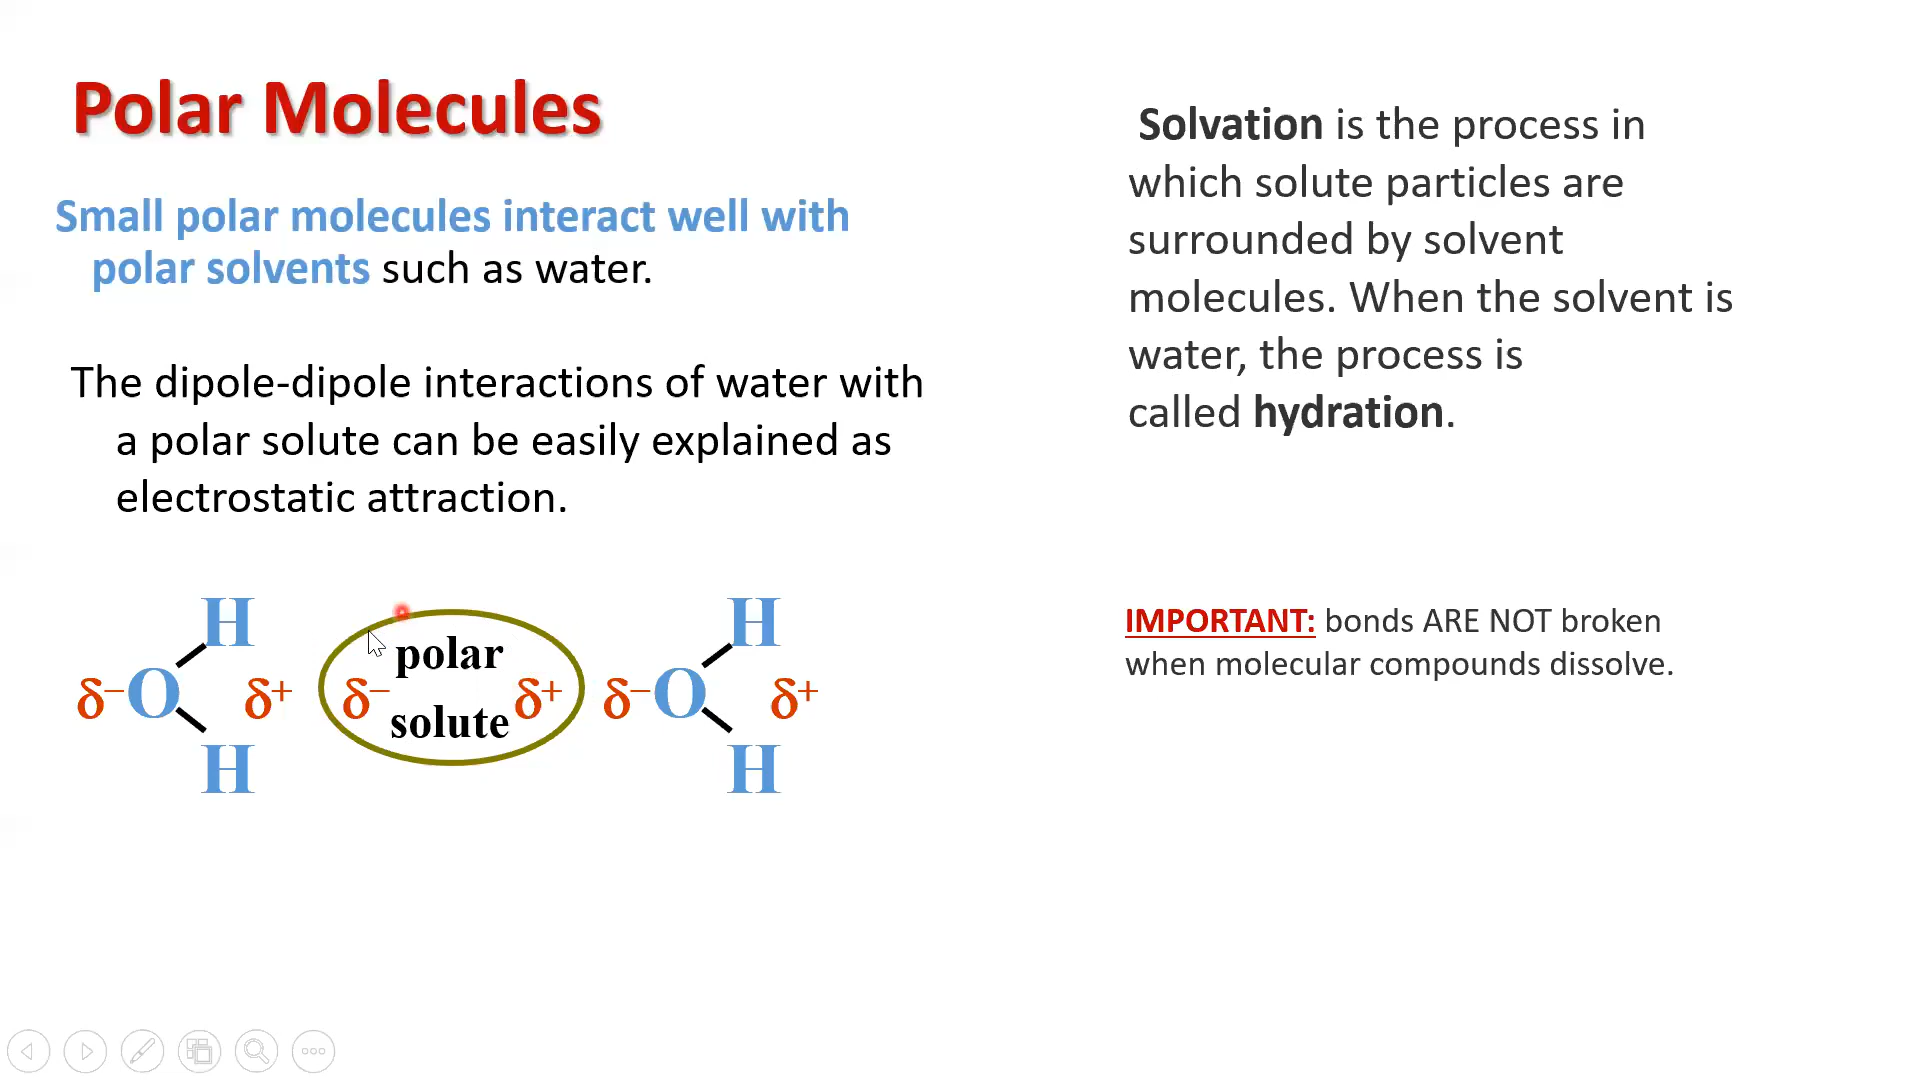 Polar Molecules
Small polar molecules interact well with
polar solvents such as water.
The dipole-dipole interactions of water with
a polar solute can be easily explained as
electrostatic attraction.
H
H
polar
δ– O δ+ δ– δ+ δ– O δ+
solute
H
H
Solvation is the process in
which solute particles are
surrounded by solvent
molecules. When the solvent is
water, the process is
called hydration.
IMPORTANT: bonds ARE NOT broken
when molecular compounds dissolve.